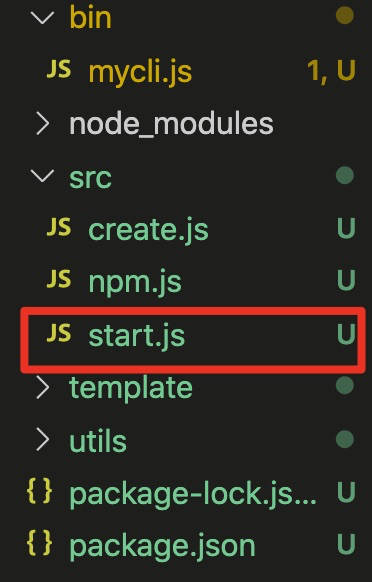 bin
JS mycli.js 1, U
node_modules
src
JS create.js U
JS npm.js U
JS start.js U
template
utils
{} package-lock.js... U
{} package.json U